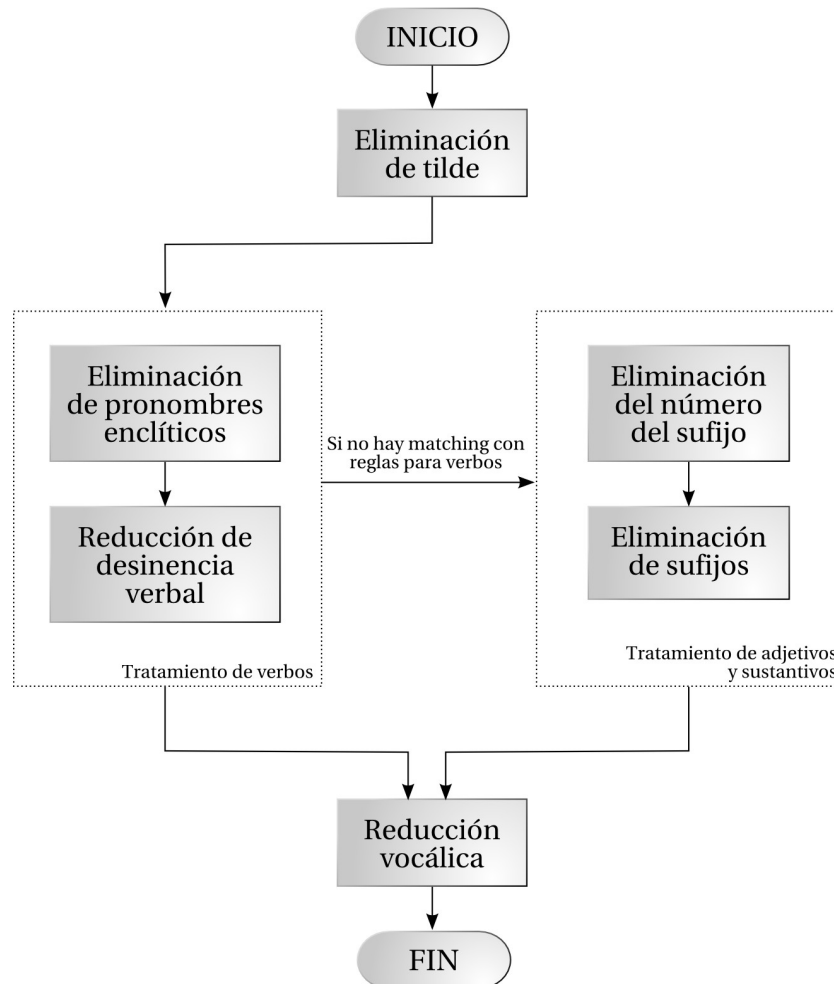 INICIO
Eliminación
de tilde
Eliminación
de pronombres
enclíticos
Reducción de
desinencia
verbal
Tratamiento de verbos
Si no hay matching con
reglas para verbos
Eliminación
del número
del sufijo
Eliminación
de sufijos
Tratamiento de adjetivos
y sustantivos
Reducción
vocálica
FIN